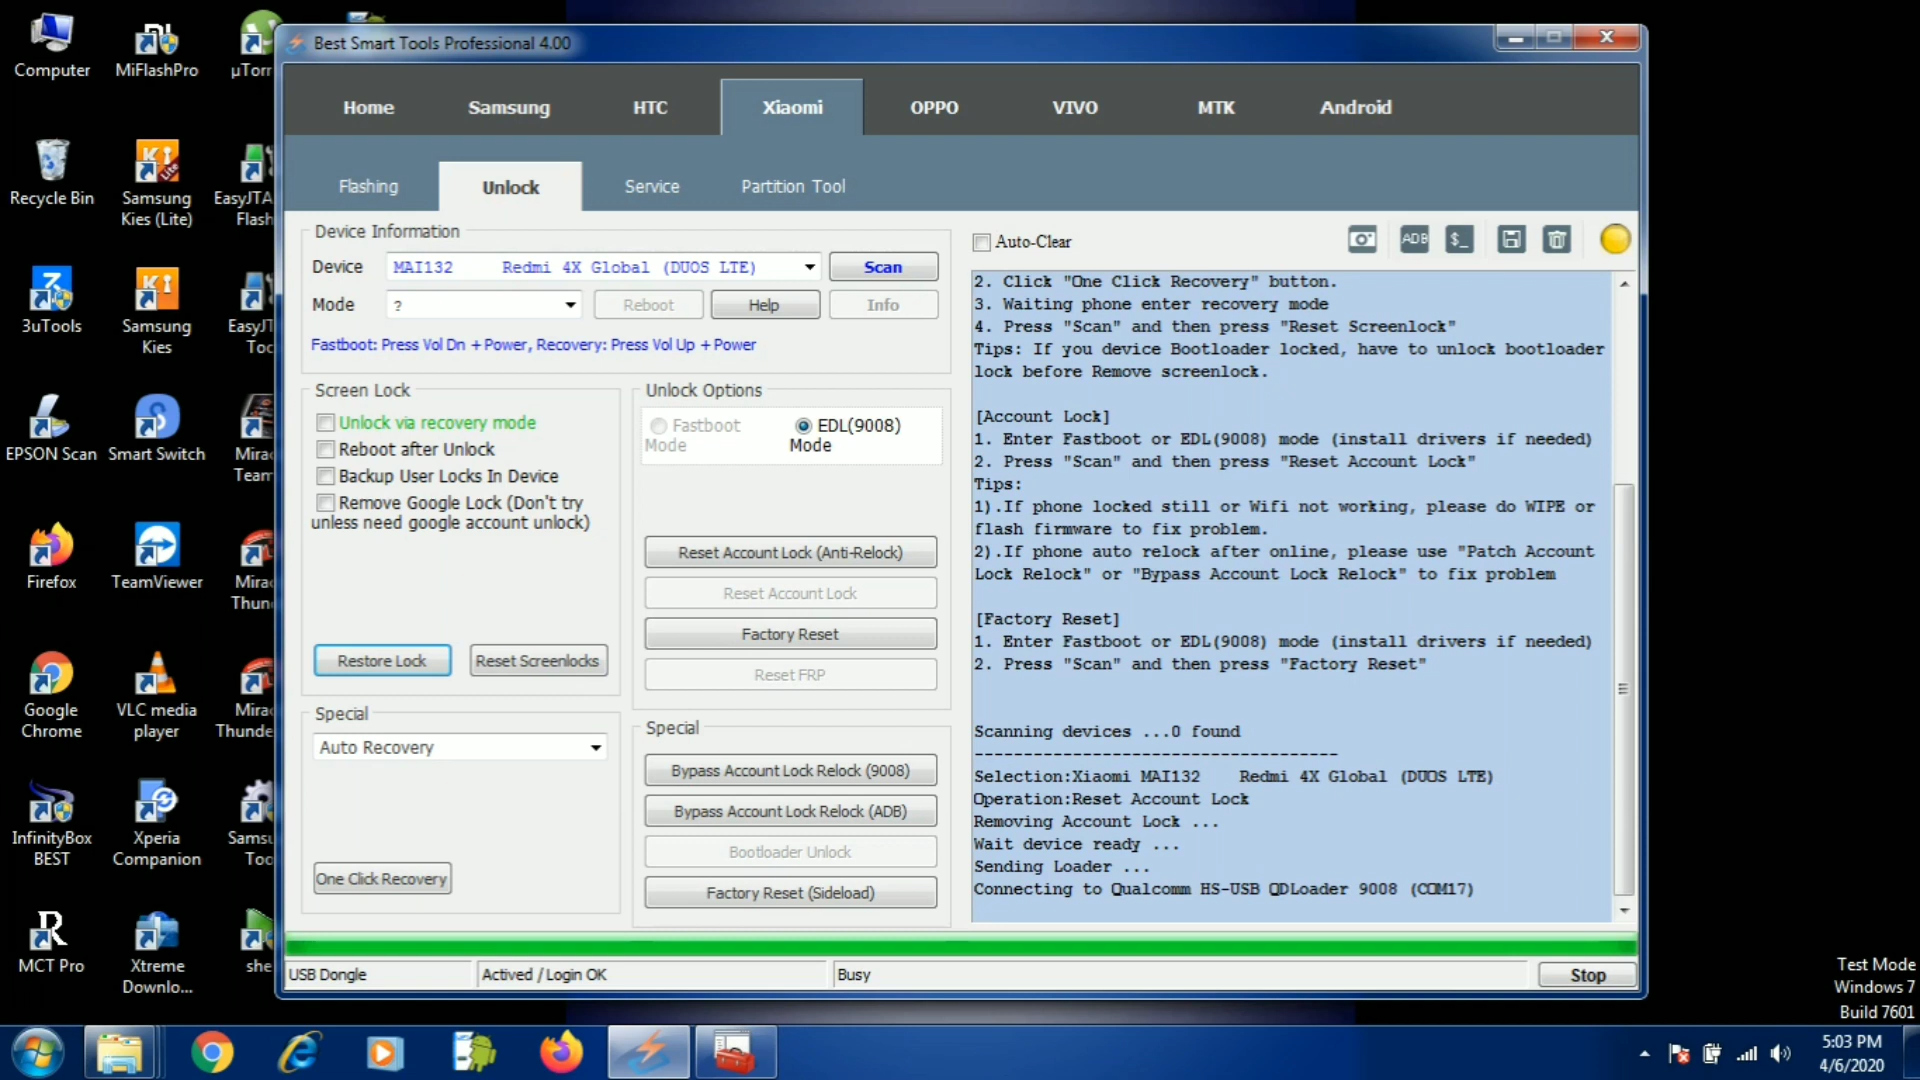 Computer
MiFlashPro
µTorr
Recycle Bin
Samsung
Kies (Lite)
EasyJTA
Flash
3uTools
Samsung
Kies
EasyJT
Toc
EPSON Scan
Smart Switch
Mirac
Team
Firefox
TeamViewer
Mirac
Thund
Google
Chrome
VLC media
player
Mirac
Thunde
InfinityBox
BEST
Xperia
Companion
Samsu
Too
MCT Pro
Xtreme
Downlo...
she
Best Smart Tools Professional 4.00
Home
Samsung
HTC
Xiaomi
OPPO
VIVO
MTK
Android
Flashing
Unlock
Service
Partition Tool
Device Information
Device
MAI132 Redmi 4X Global (DUOS LTE)
Scan
Mode
?
Reboot
Help
Info
Fastboot: Press Vol Dn + Power, Recovery: Press Vol Up + Power
Screen Lock
Unlock via recovery mode
Reboot after Unlock
Backup User Locks In Device
Remove Google Lock (Don't try
unless need google account unlock)
Restore Lock
Reset Screenlocks
Special
Auto Recovery
One Click Recovery
Unlock Options
Fastboot
Mode
EDL(9008)
Mode
Reset Account Lock (Anti-Relock)
Reset Account Lock
Factory Reset
Reset FRP
Special
Bypass Account Lock Relock (9008)
Bypass Account Lock Relock (ADB)
Bootloader Unlock
Factory Reset (Sideload)
Auto-Clear
ADB
$_
2. Click "One Click Recovery" button.
3. Waiting phone enter recovery mode
4. Press "Scan" and then press "Reset Screenlock"
Tips: If you device Bootloader locked, have to unlock bootloader
lock before Remove screenlock.
[Account Lock]
1. Enter Fastboot or EDL(9008) mode (install drivers if needed)
2. Press "Scan" and then press "Reset Account Lock"
Tips:
1).If phone locked still or Wifi not working, please do WIPE or
flash firmware to fix problem.
2).If phone auto relock after online, please use "Patch Account
Lock Relock" or "Bypass Account Lock Relock" to fix problem
[Factory Reset]
1. Enter Fastboot or EDL(9008) mode (install drivers if needed)
2. Press "Scan" and then press "Factory Reset"
Scanning devices ...0 found
-------------------------------------
Selection:Xiaomi MAI132 Redmi 4X Global (DUOS LTE)
Operation:Reset Account Lock
Removing Account Lock ...
Wait device ready ...
Sending Loader ...
Connecting to Qualcomm HS-USB QDLoader 9008 (COM17)
USB Dongle
Actived / Login OK
Busy
Stop
Test Mode
Windows 7
Build 7601
5:03 PM
4/6/2020